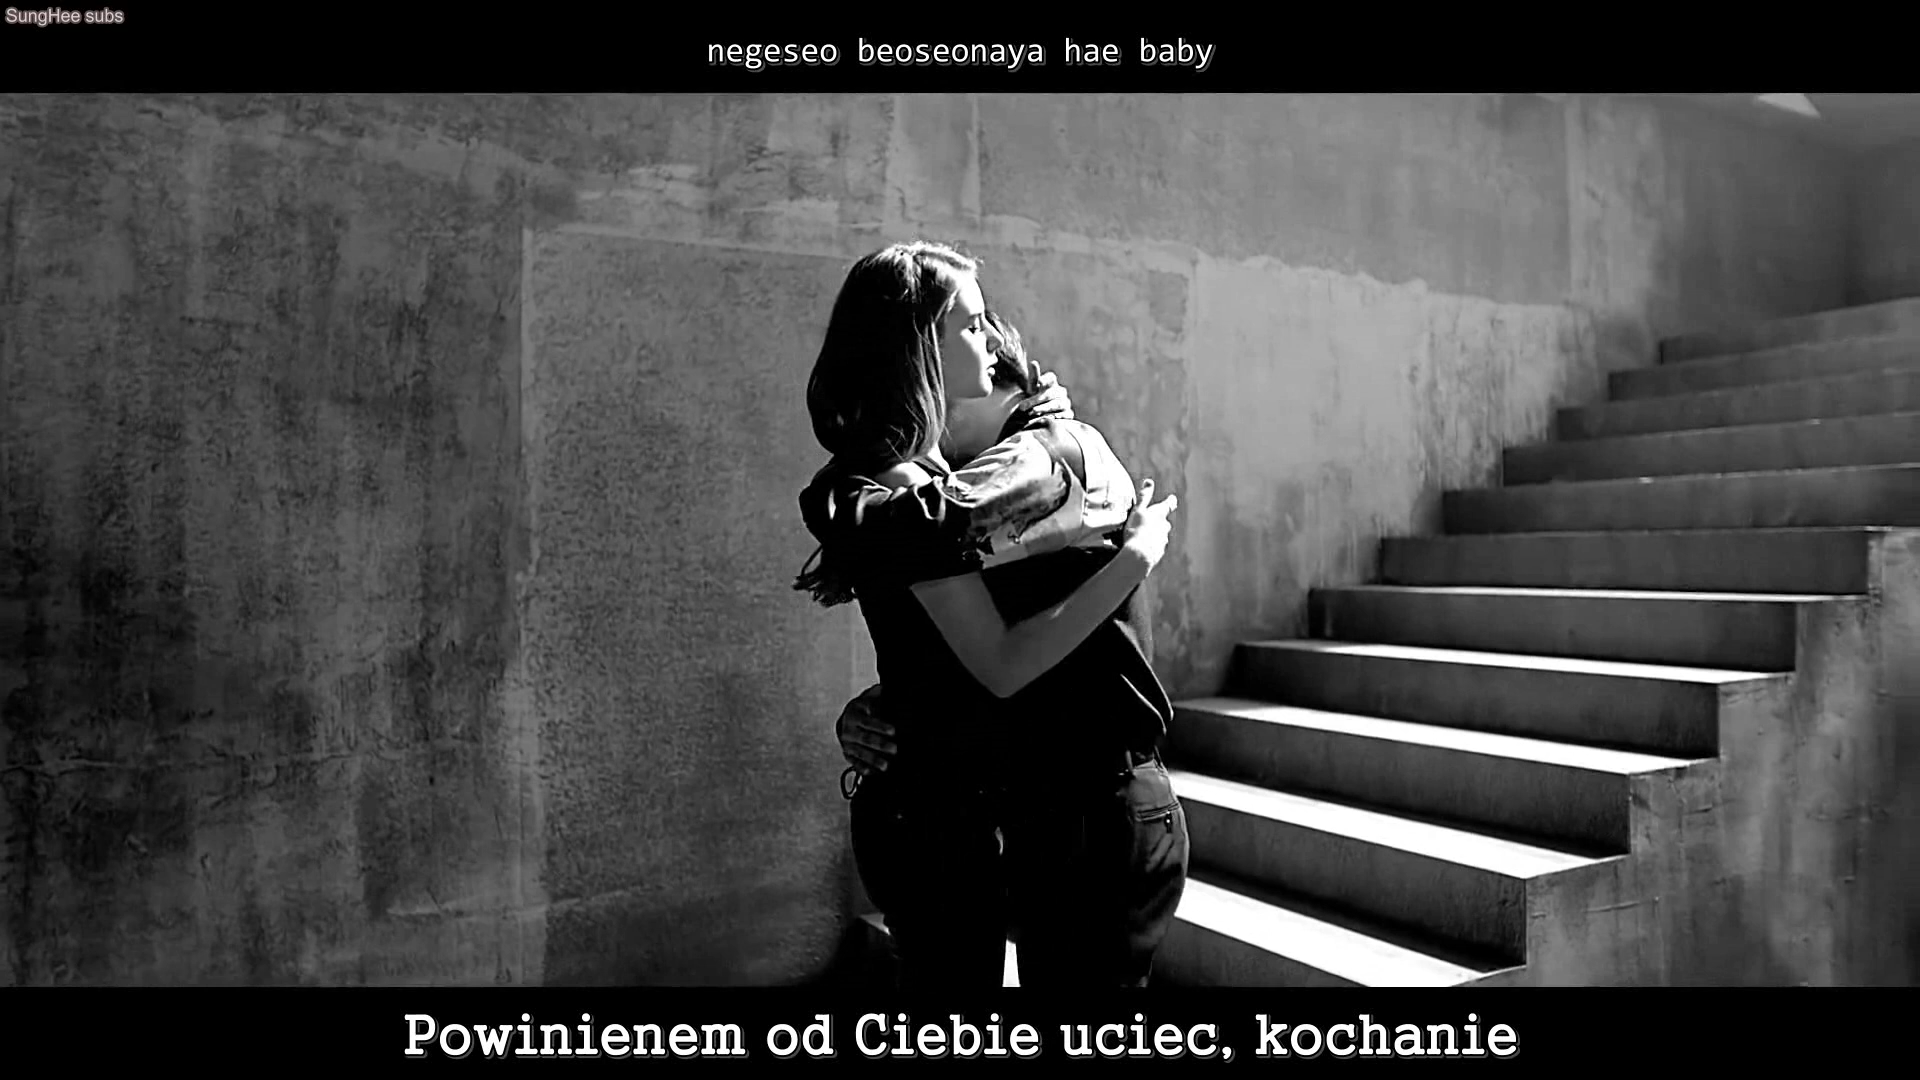 SungHee subs
negeseo beoseonaya hae baby
Powinienem od Ciebie uciec, kochanie